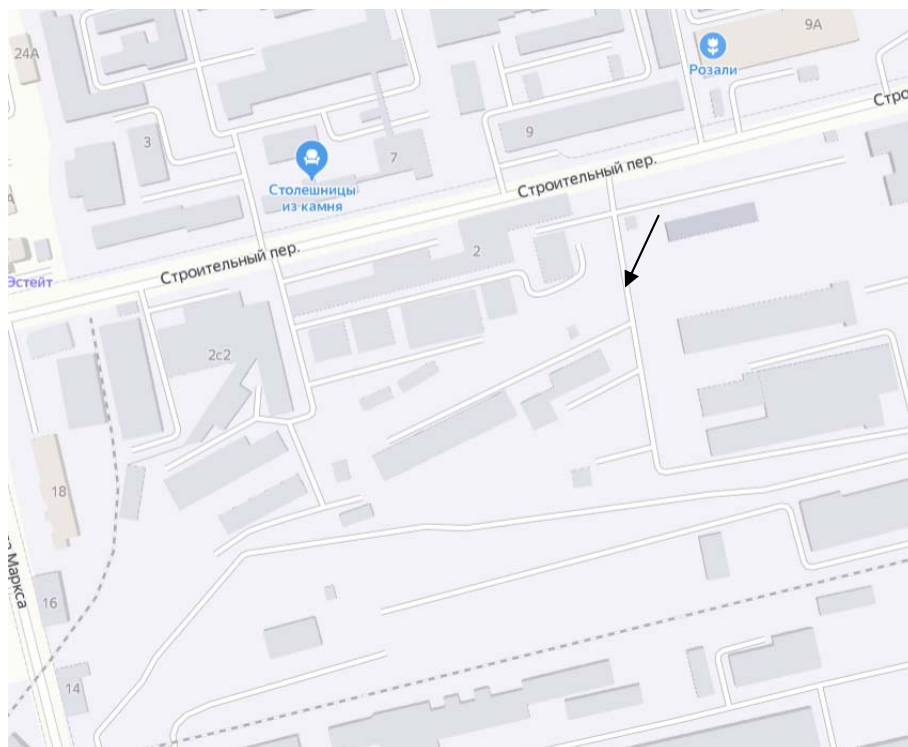 24А
9А
Розали
Стро
3
9
7
Столешницы
из камня
Строительный пер.
Строительный пер.
2
Эстейт
2с2
18
Маркса
16
14